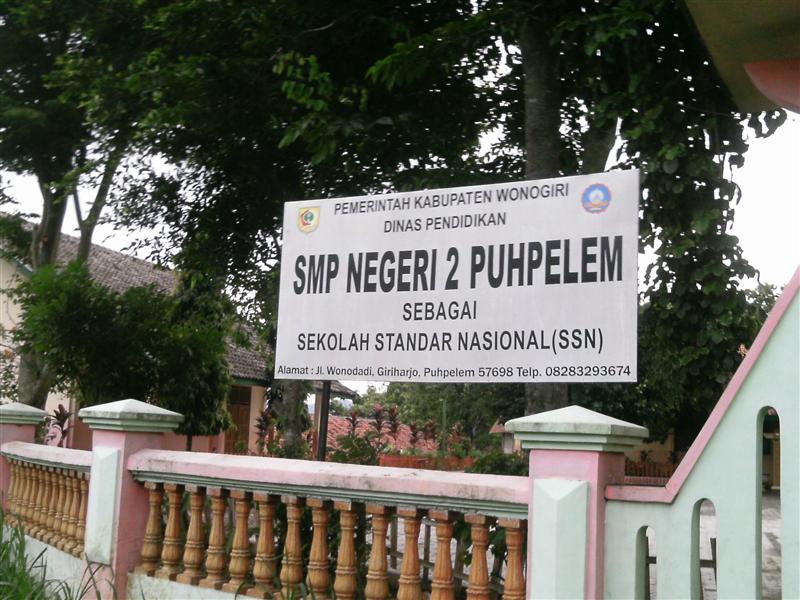 PEMERINTAH KABUPATEN WONOGIRI
DINAS PENDIDIKAN
SMP NEGERI 2 PUHPELEM
SEBAGAI
SEKOLAH STANDAR NASIONAL(SSN)
Alamat : Jl. Wonodadi, Giriharjo, Puhpelem 57698 Telp. 08283293674